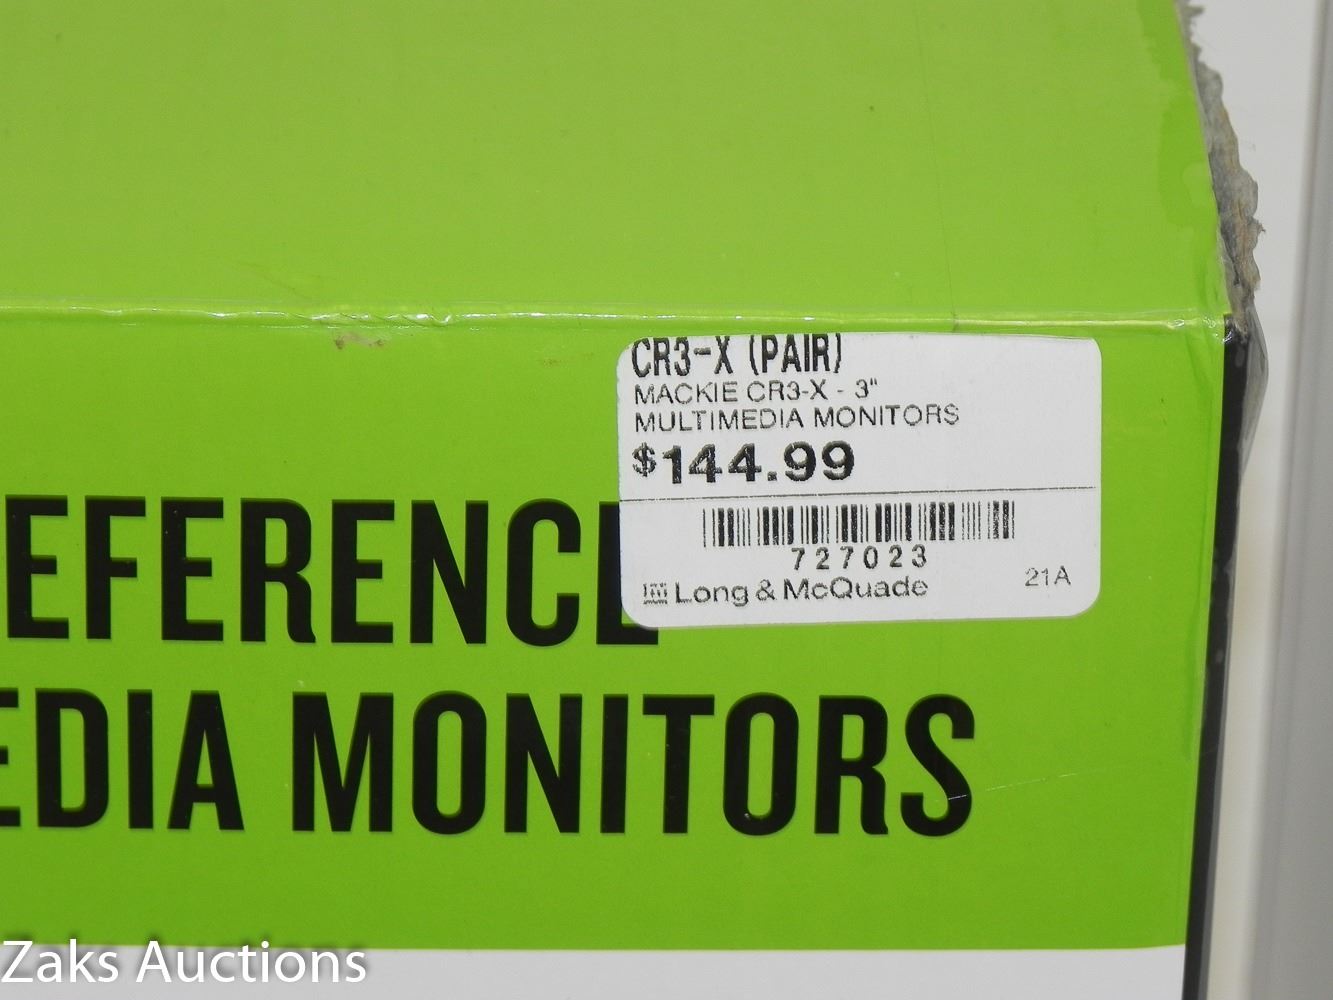 CR3-X (PAIR)
MACKIE CR3-X - 3"
MULTIMEDIA MONITORS
$144.99
727023
Long & McQuade 21A
EFERENCE
EDIA MONITORS
Zaks Auctions